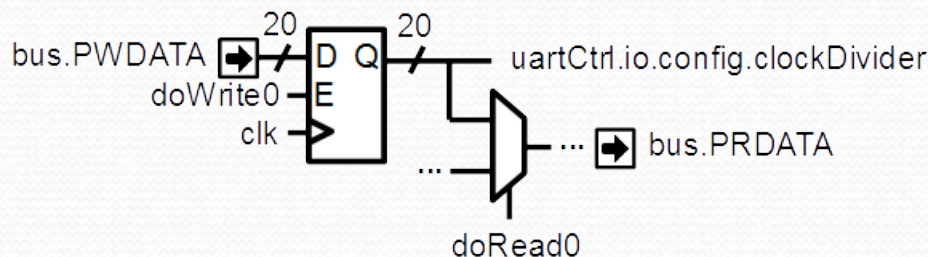 20 20
bus.PWDATA D Q uartCtrl.io.config.clockDivider
doWrite0 E
clk
... bus.PRDATA
...
doRead0